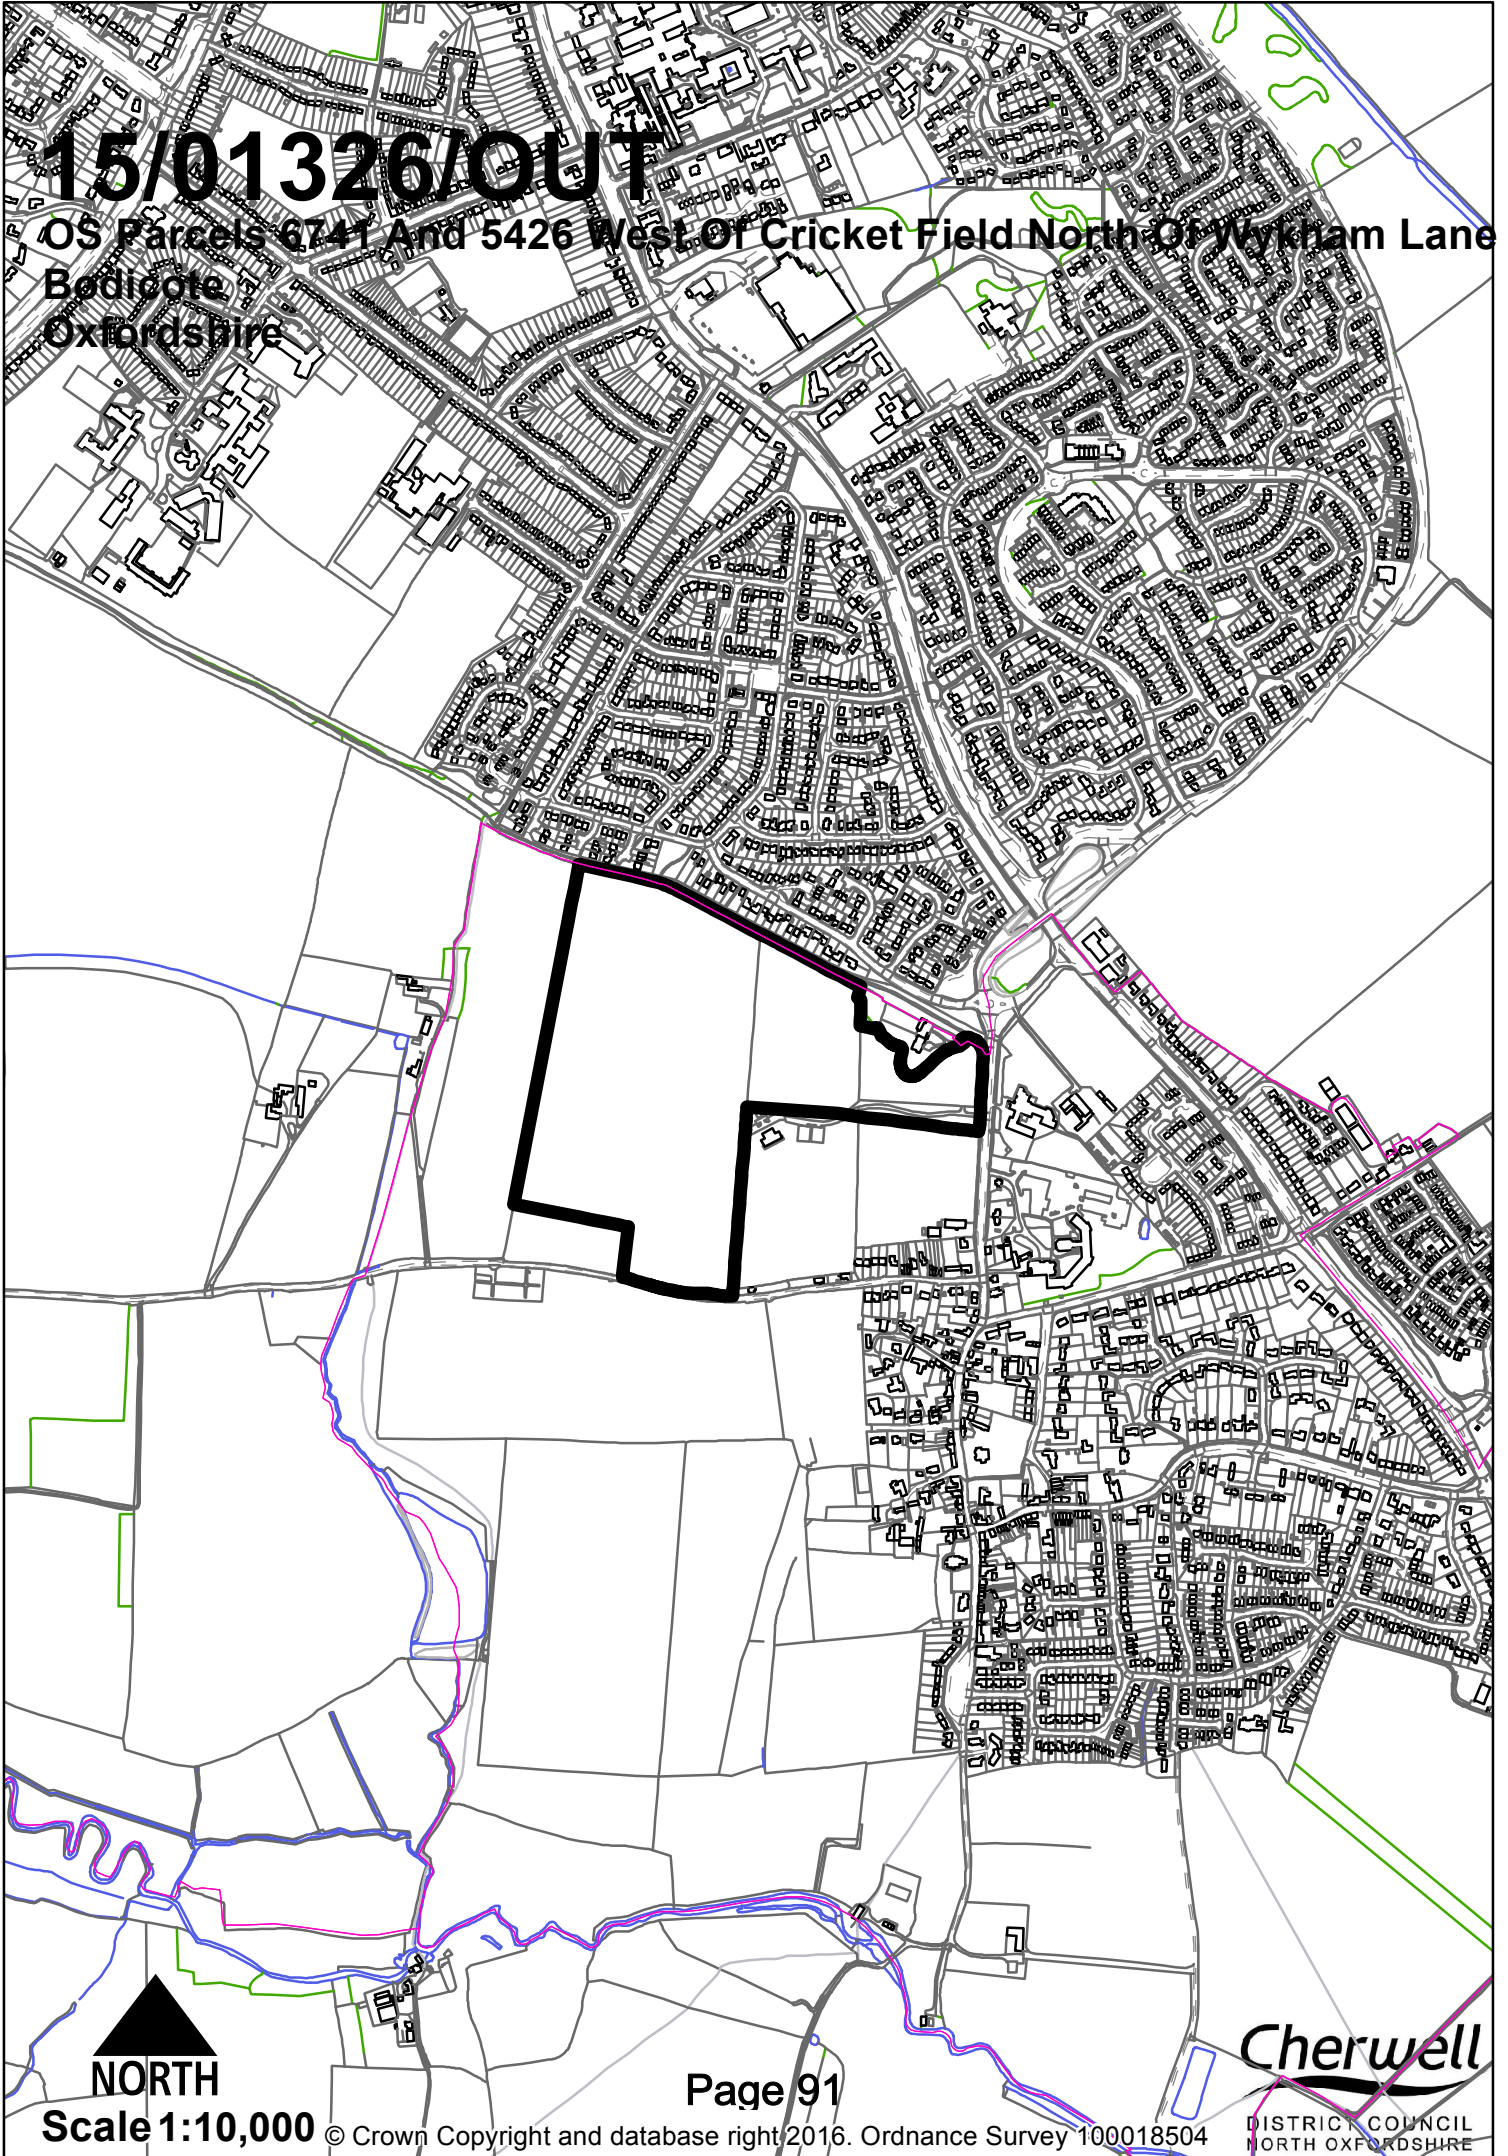 15/01326/OUT
OS Parcels 6741 And 5426 West Of Cricket Field North Of Wykham Lane
Bodicote
Oxfordshire
NORTH
Scale 1:10,000
© Crown Copyright and database right 2016. Ordnance Survey 100018504
Page 91
Cherwell
DISTRICT COUNCIL
NORTH OXFORDSHIRE